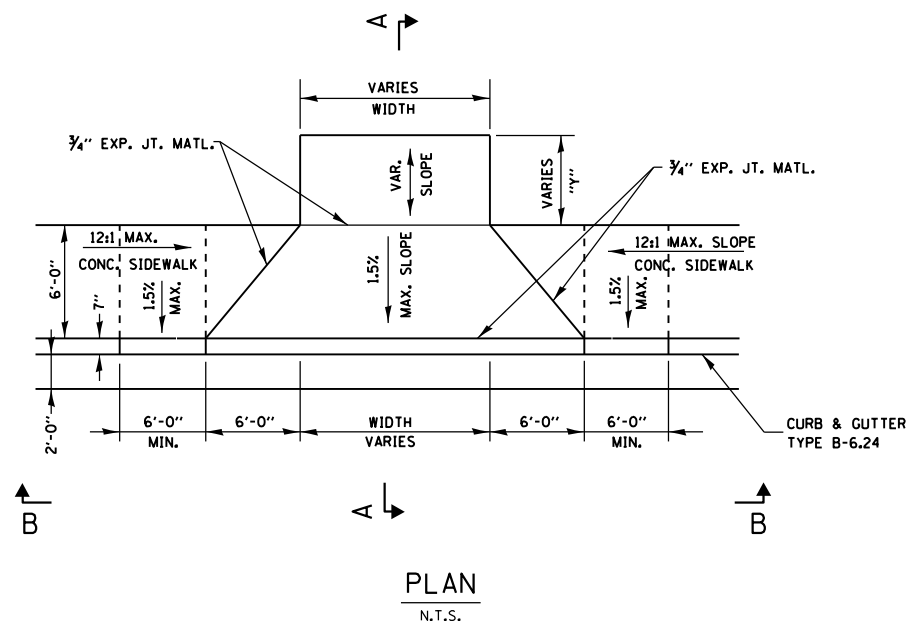 A
VARIES
WIDTH
¾" EXP. JT. MATL.
VAR.
SLOPE
VARIES
"Y"
¾" EXP. JT. MATL.
12:1 MAX.
CONC. SIDEWALK
12:1 MAX. SLOPE
CONC. SIDEWALK
6'-0"
7"
1.5%
MAX.
1.5%
MAX. SLOPE
1.5%
MAX.
2'-0"
6'-0"
MIN.
6'-0"
WIDTH
VARIES
6'-0"
6'-0"
MIN.
CURB & GUTTER
TYPE B-6.24
B
A
B
PLAN
N.T.S.